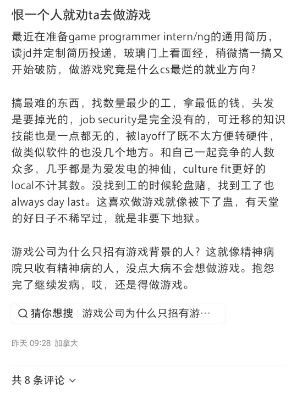 恨一个人就劝ta去做游戏
最近在准备game programmer intern/ng的通用简历，
读jd并定制简历投递，玻璃门上看面经，稍微搞一搞又
开始破防，做游戏究竟是什么cs最烂的就业方向？
搞最难的东西，找数量最少的工，拿最低的钱，头发
是要掉光的，job security是完全没有的，可迁移的知识
技能也是一点都无的，被layoff了既不太方便转硬件，
做类似软件的也没几个地方。和自己一起竞争的人数
众多，几乎都是为爱发电的神仙，culture fit更好的
local不计其数。没找到工的时候轮盘赌，找到工了也
always day last。这喜欢做游戏就像被下了蛊，有天堂
的好日子不稀罕过，就是非要下地狱。
游戏公司为什么只招有游戏背景的人？这就像精神病
院只收有精神病的人，没点大病不会想做游戏。抱怨
完了继续发病，哎，还是得做游戏。
猜你想搜 游戏公司为什么只招有游…
昨天 09:28 加拿大
共 8 条评论